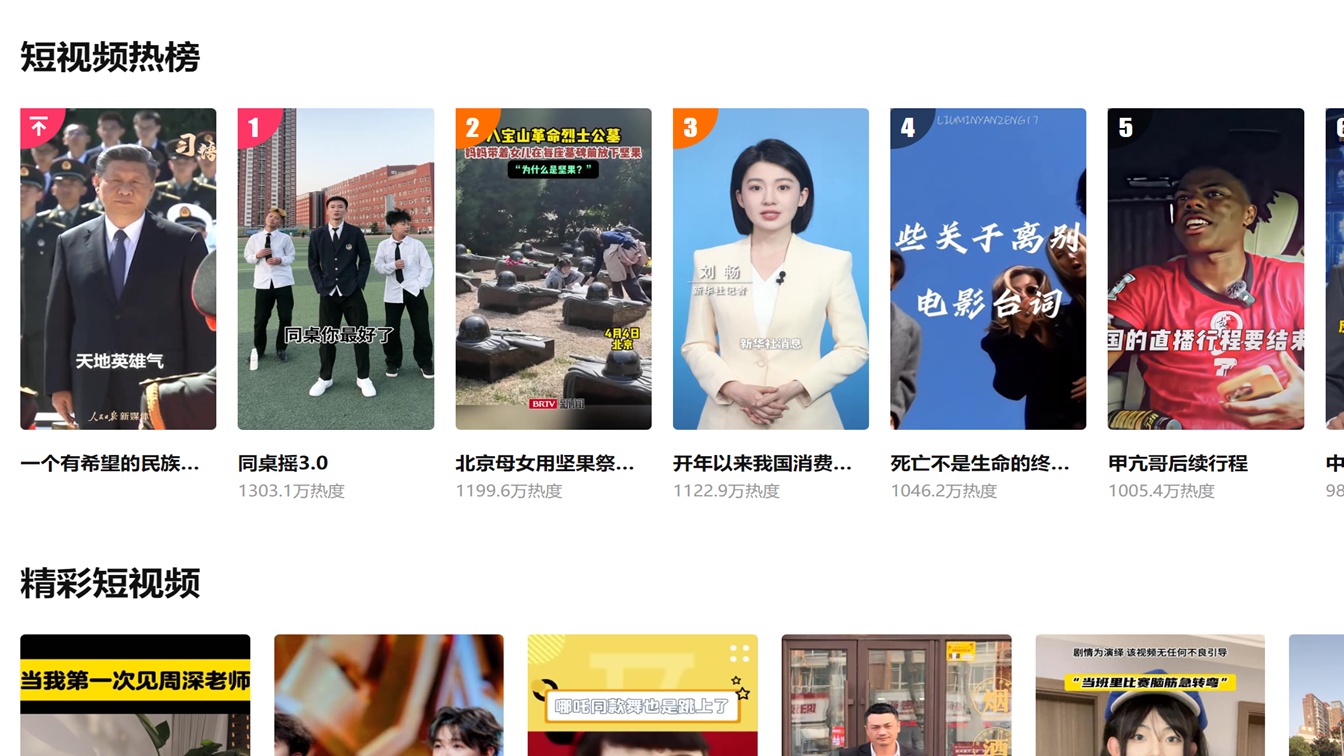 短视频热榜
习语
天地英雄气
人民日报新媒体
一个有希望的民族...
1
同桌你最好了
同桌摇3.0
1303.1万热度
2
八宝山革命烈士公墓
妈妈带着女儿在每座墓碑前放下坚果
“为什么是坚果？”
4月4日
北京
BRTV 新闻
北京母女用坚果祭...
1199.6万热度
3
刘 畅
新华社记者
新华社消息
开年以来我国消费...
1122.9万热度
4
LIUMINYANZENG17
些关于离别
电影台词
死亡不是生命的终...
1046.2万热度
5
国的直播行程要结束
甲亢哥后续行程
1005.4万热度
中
98
精彩短视频
当我第一次见周深老师
哪吒同款舞也是跳上了
烟
酒
剧情为演绎 该视频无任何不良引导
“当班里比赛脑筋急转弯”